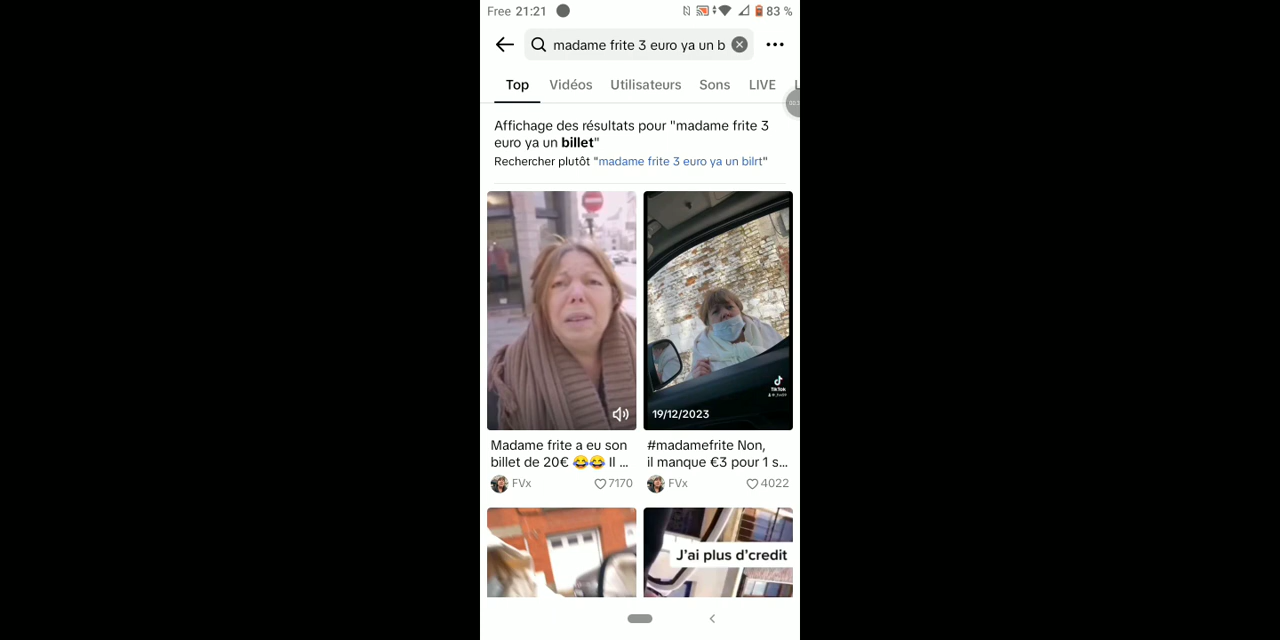 Free 21:21 83 %
madame frite 3 euro ya un b
Top Vidéos Utilisateurs Sons LIVE L
Affichage des résultats pour "madame frite 3
euro ya un billet"
Rechercher plutôt "madame frite 3 euro ya un bilrt"
TikTok
19/12/2023
Madame frite a eu son
billet de 20€ 😂😂 Il ...
FVx 7170
#madamefrite Non,
il manque €3 pour 1 s...
FVx 4022
J'ai plus d'credit